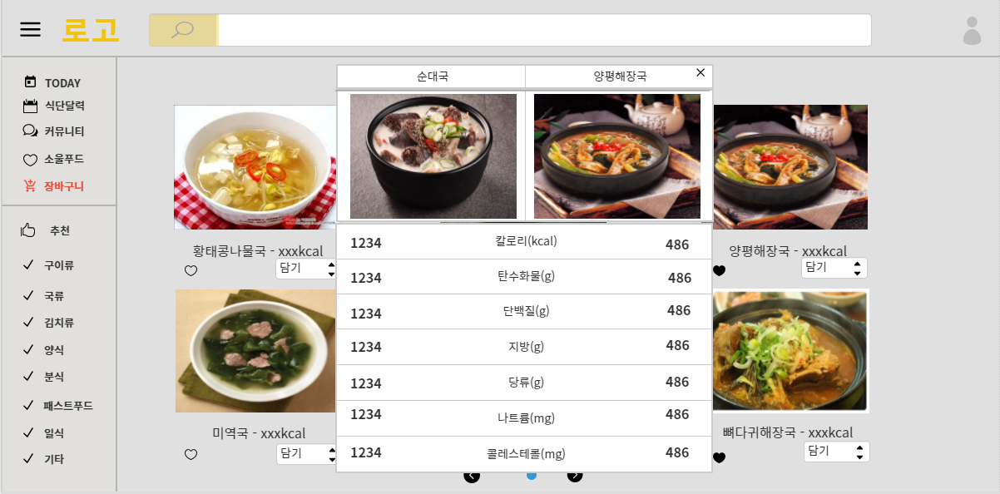 로고
TODAY
식단달력
커뮤니티
소울푸드
장바구니
추천
구이류
국류
김치류
양식
분식
패스트푸드
일식
기타
순대국 양평해장국
1234 칼로리(kcal) 486
1234 탄수화물(g) 486
1234 단백질(g) 486
1234 지방(g) 486
1234 당류(g) 486
1234 나트륨(mg) 486
1234 콜레스테롤(mg) 486
황태콩나물국 - xxxkcal
담기
양평해장국 - xxxkcal
담기
미역국 - xxxkcal
담기
뼈다귀해장국 - xxxkcal
담기